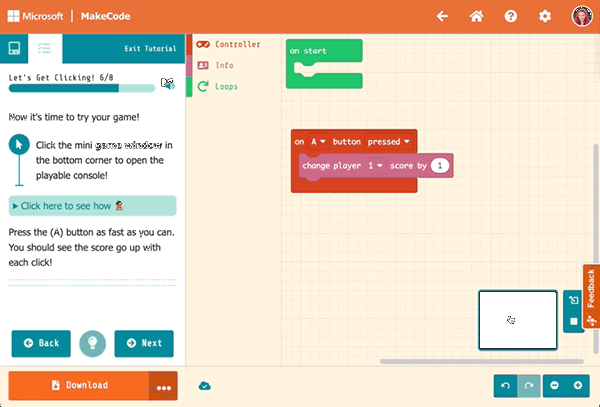 Microsoft MakeCode
Exit Tutorial
Let's Get Clicking! 6/8
Now it's time to try your game!
Click the mini game window in
the bottom corner to open the
playable console!
Click here to see how
Press the (A) button as fast as you can.
You should see the score go up with
each click!
Back
Next
Download
Controller
Info
Loops
on start
on A button pressed
change player 1 score by 1
Feedback